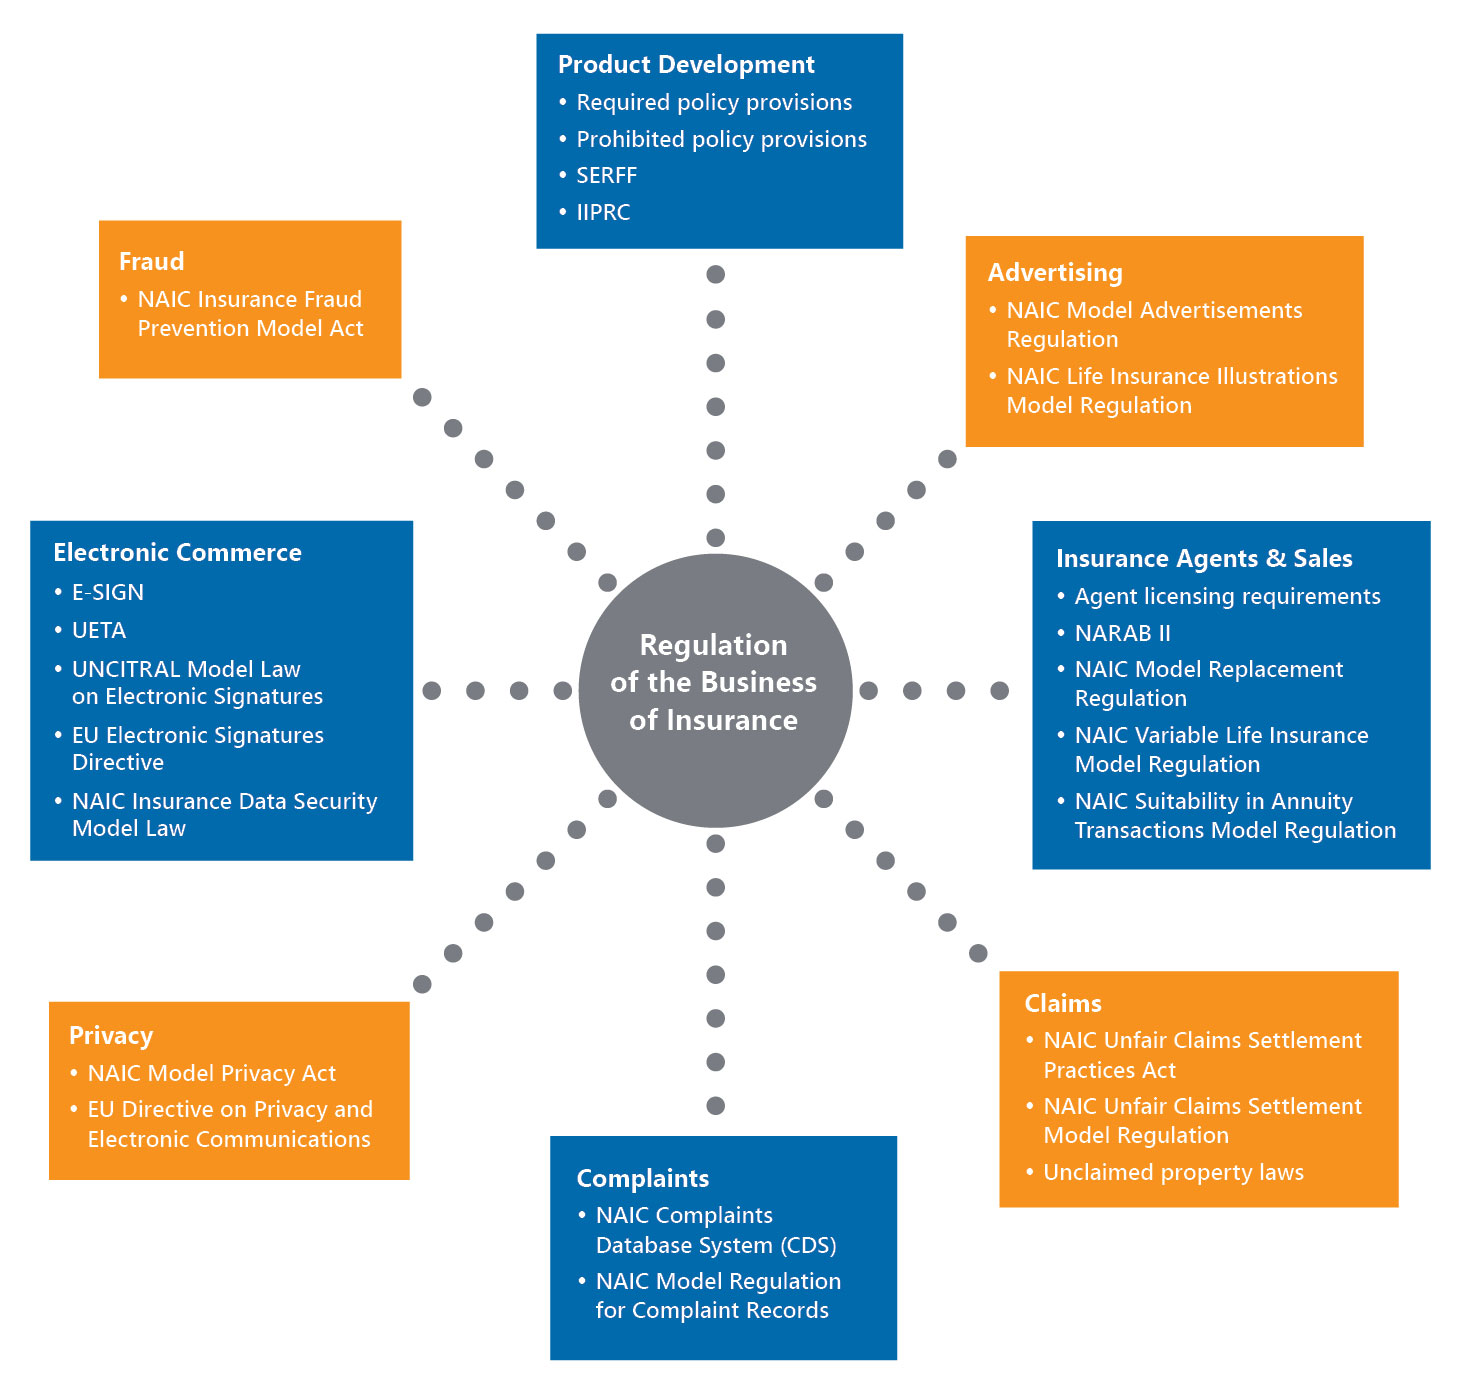 Product Development
• Required policy provisions
• Prohibited policy provisions
• SERFF
• IIPRC
Advertising
• NAIC Model Advertisements
Regulation
• NAIC Life Insurance Illustrations
Model Regulation
Insurance Agents & Sales
• Agent licensing requirements
• NARAB II
• NAIC Model Replacement
Regulation
• NAIC Variable Life Insurance
Model Regulation
• NAIC Suitability in Annuity
Transactions Model Regulation
Claims
• NAIC Unfair Claims Settlement
Practices Act
• NAIC Unfair Claims Settlement
Model Regulation
• Unclaimed property laws
Complaints
• NAIC Complaints
Database System (CDS)
• NAIC Model Regulation
for Complaint Records
Privacy
• NAIC Model Privacy Act
• EU Directive on Privacy and
Electronic Communications
Electronic Commerce
• E-SIGN
• UETA
• UNCITRAL Model Law
on Electronic Signatures
• EU Electronic Signatures
Directive
• NAIC Insurance Data Security
Model Law
Fraud
• NAIC Insurance Fraud
Prevention Model Act
Regulation
of the Business
of Insurance